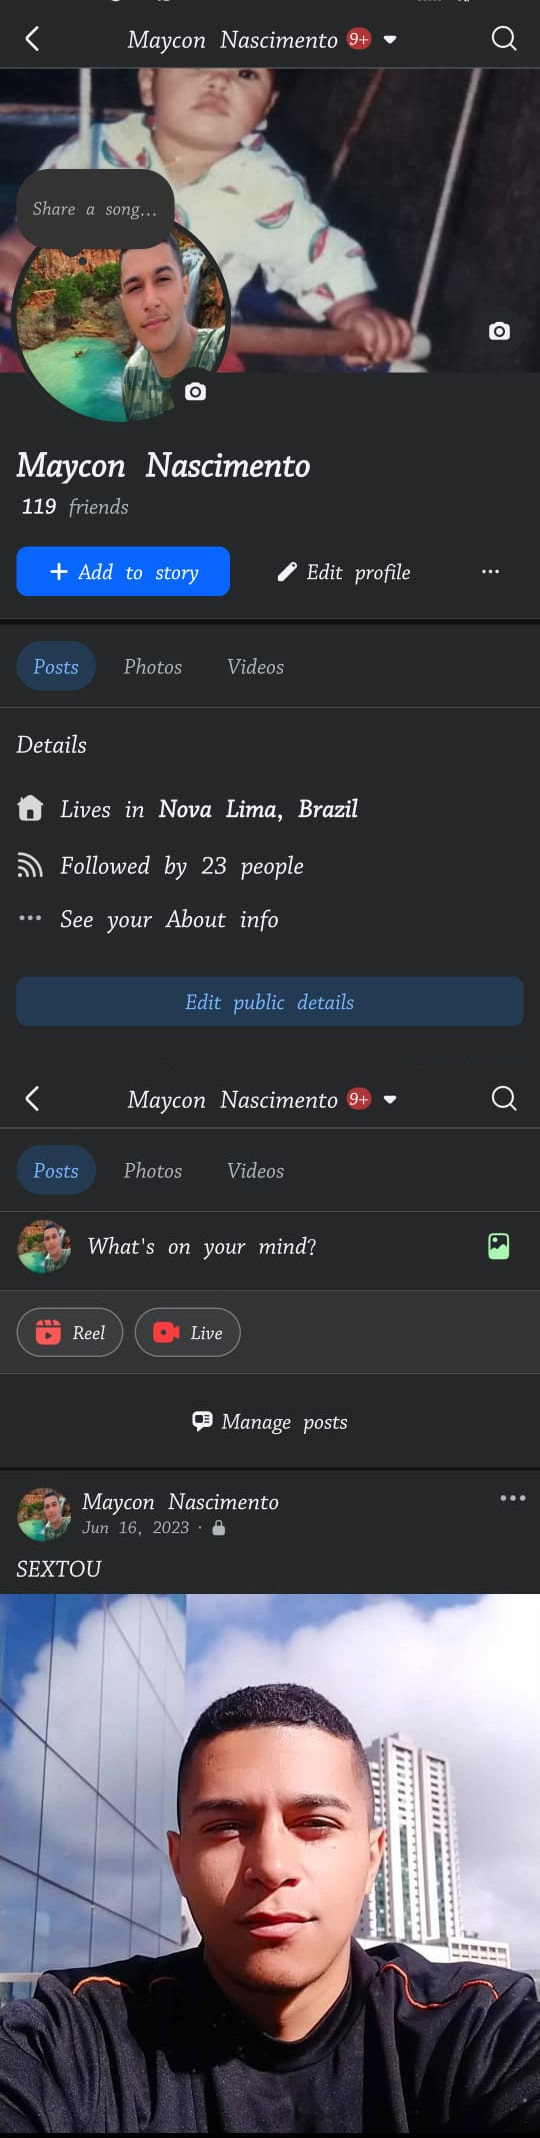 Maycon Nascimento 9+
Share a song...
Maycon Nascimento
119 friends
Add to story
Edit profile
Posts Photos Videos
Details
Lives in Nova Lima, Brazil
Followed by 23 people
See your About info
Edit public details
Maycon Nascimento 9+
Posts Photos Videos
What's on your mind?
Reel Live
Manage posts
Maycon Nascimento
Jun 16, 2023 ·
SEXTOU